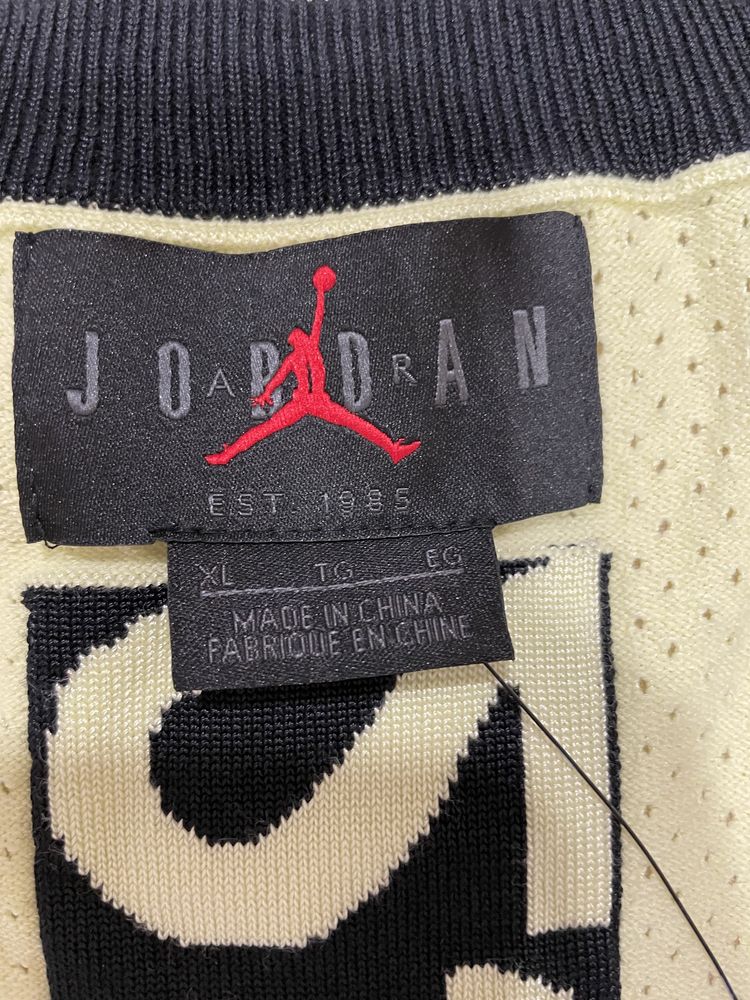 JORDAN
AIR
EST. 1985
XL TG EG
MADE IN CHINA
FABRIQUE EN CHINE